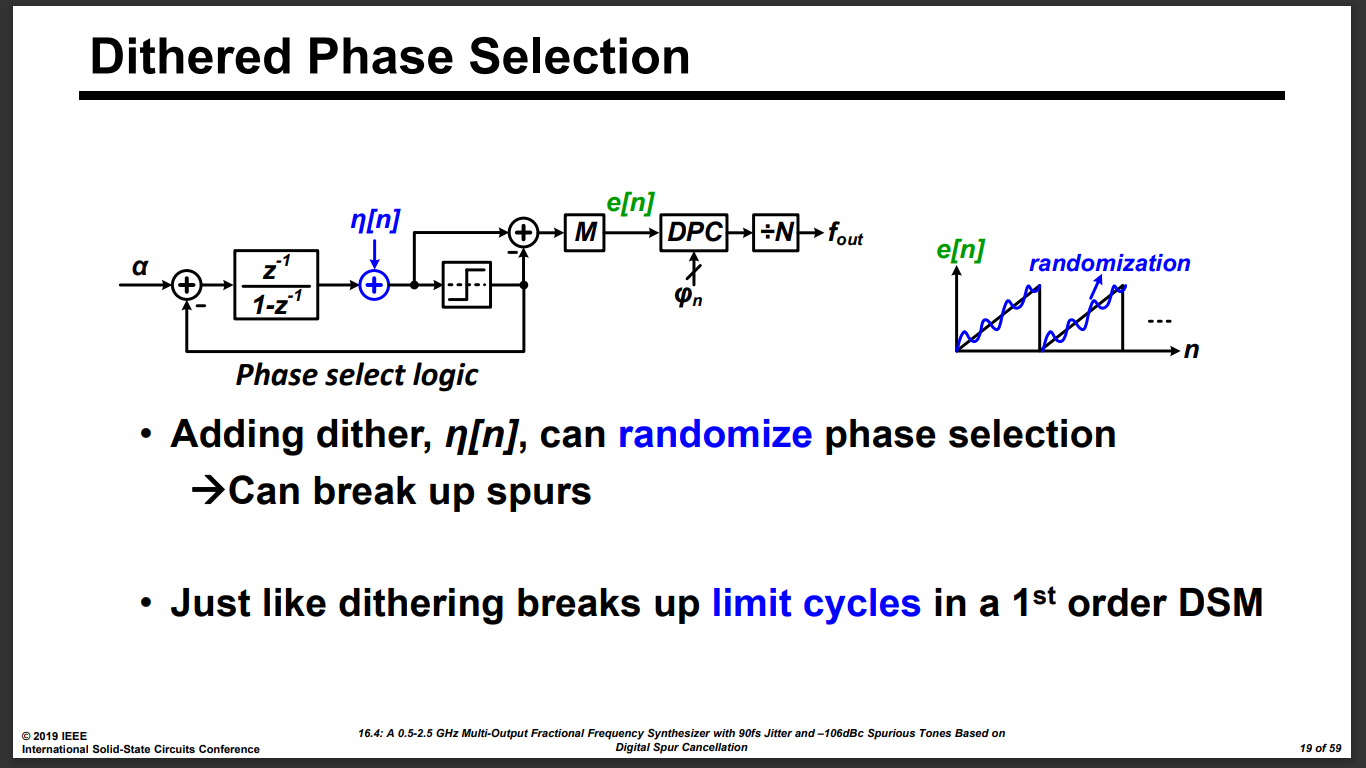 Dithered Phase Selection
η[n]
e[n]
α
z-1
1-z-1
+
-
+
+
-
M
DPC
÷N
fout
φn
Phase select logic
e[n]
randomization
---
n
• Adding dither, η[n], can randomize phase selection
→Can break up spurs
• Just like dithering breaks up limit cycles in a 1st order DSM
© 2019 IEEE
International Solid-State Circuits Conference
16.4: A 0.5-2.5 GHz Multi-Output Fractional Frequency Synthesizer with 90fs Jitter and –106dBc Spurious Tones Based on
Digital Spur Cancellation
19 of 59